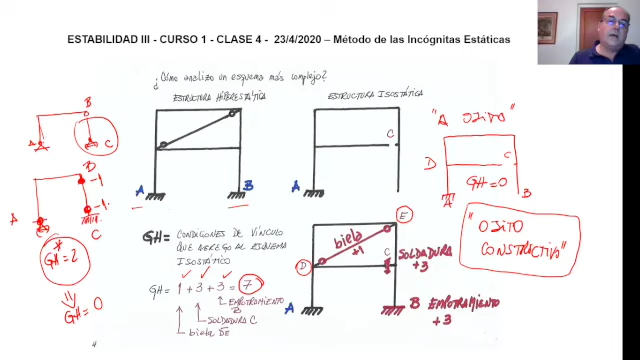 ESTABILIDAD III - CURSO 1 - CLASE 4 - 23/4/2020 – Método de las Incógnitas Estáticas
¿Cómo analizo un esquema más complejo?
ESTRUCTURA HIPERESTÁTICA
ESTRUCTURA ISOSTÁTICA
B
A
C
B
-1
-1
A
C
*
GH=2
GH=0
A
B
C
A
"A OJITO"
D
C
GH=0
A
B
"OJITO
CONSTRUCTIVO"
GH = CONDICIONES DE VÍNCULO
QUE AGREGO AL ESQUEMA
ISOSTÁTICO
GH = 1 + 3 + 3 = 7
EMPOTRAMIENTO
B
SOLDADURA C
biela DE
E
biela
+1
D
C
SOLDADURA
+3
A
B EMPOTRAMIENTO
+3
4